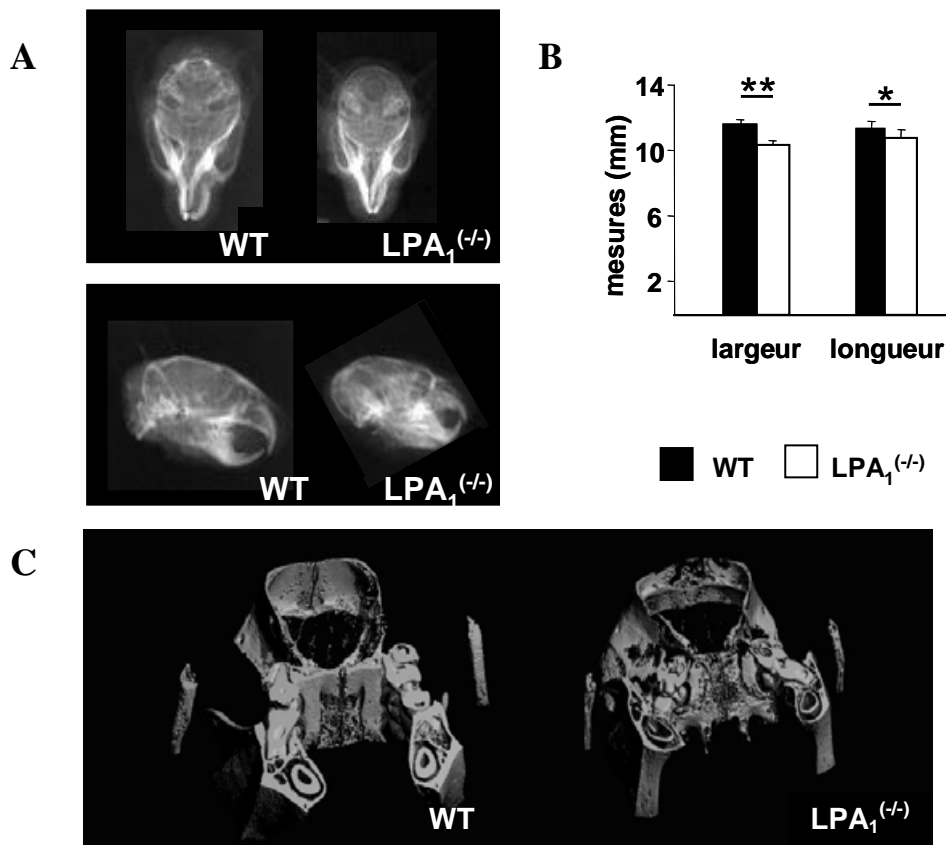 A
WT
LPA₁(-/-)
WT
LPA₁(-/-)
B
mesures (mm)
14
10
6
2
**
*
largeur
longueur
WT
LPA₁(-/-)
C
WT
LPA₁(-/-)